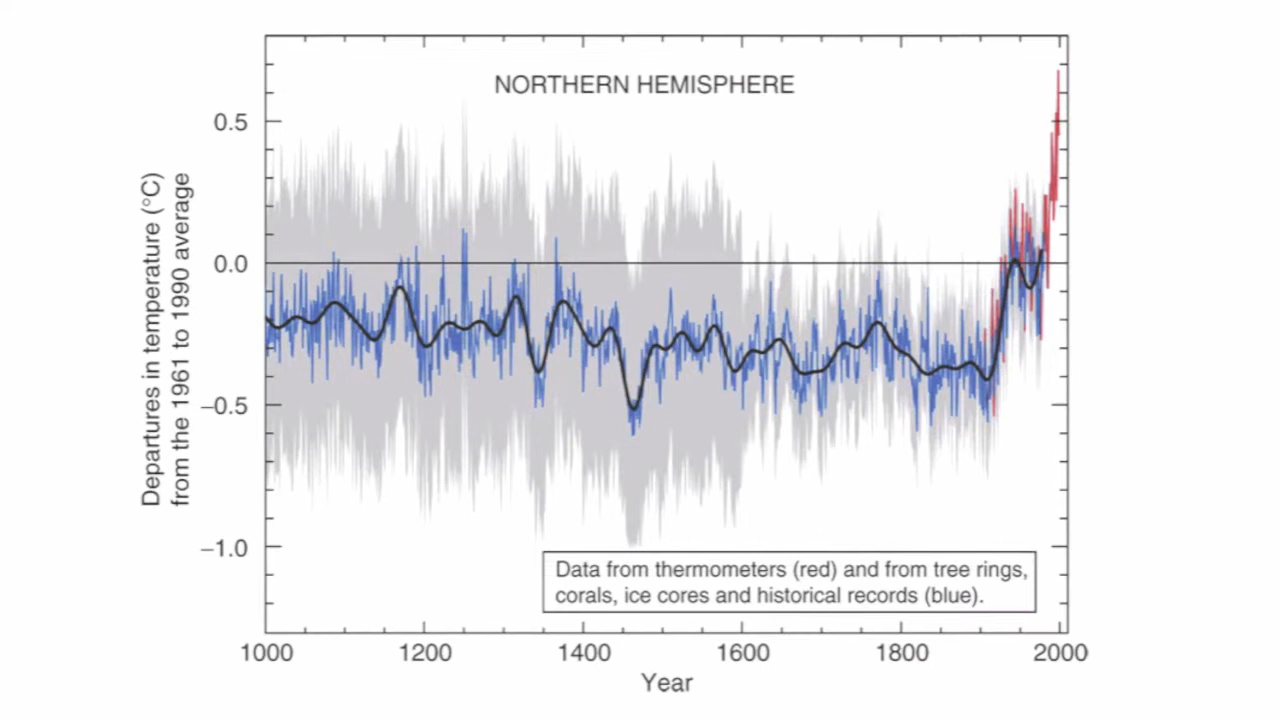 NORTHERN HEMISPHERE
0.5
0.0
−0.5
−1.0
Departures in temperature (°C)
from the 1961 to 1990 average
Data from thermometers (red) and from tree rings,
corals, ice cores and historical records (blue).
1000 1200 1400 1600 1800 2000
Year